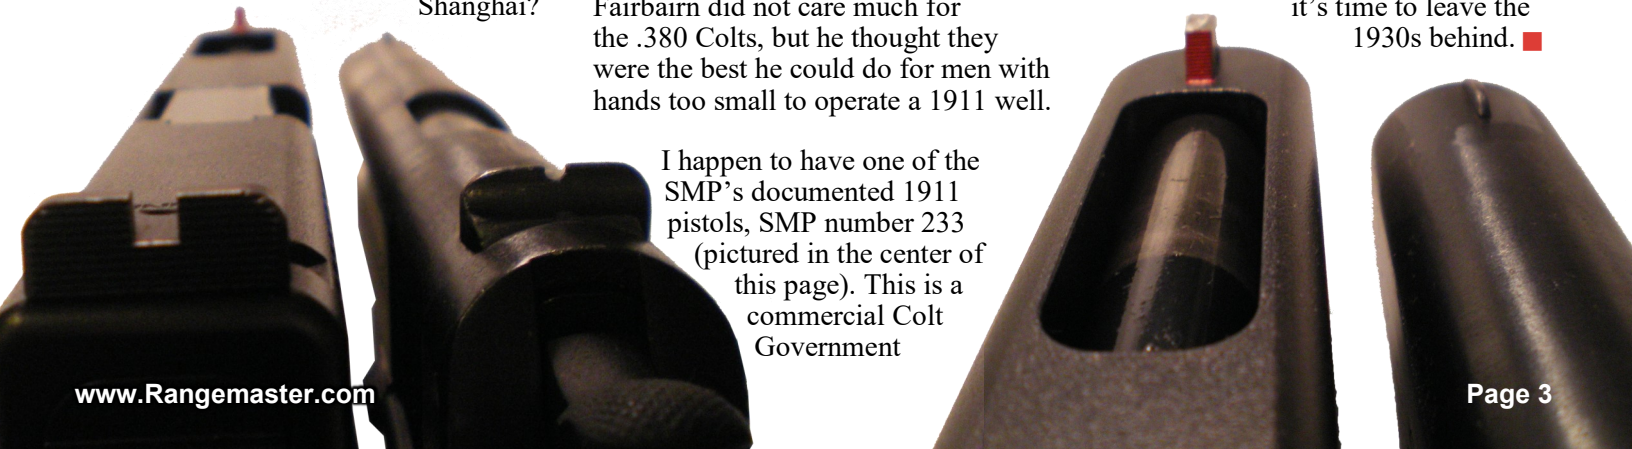 Shanghai?
Fairbairn did not care much for
the .380 Colts, but he thought they
were the best he could do for men with
hands too small to operate a 1911 well.
I happen to have one of the
SMP’s documented 1911
pistols, SMP number 233
(pictured in the center of
this page). This is a
commercial Colt
Government
it’s time to leave the
1930s behind.
www.Rangemaster.com
Page 3